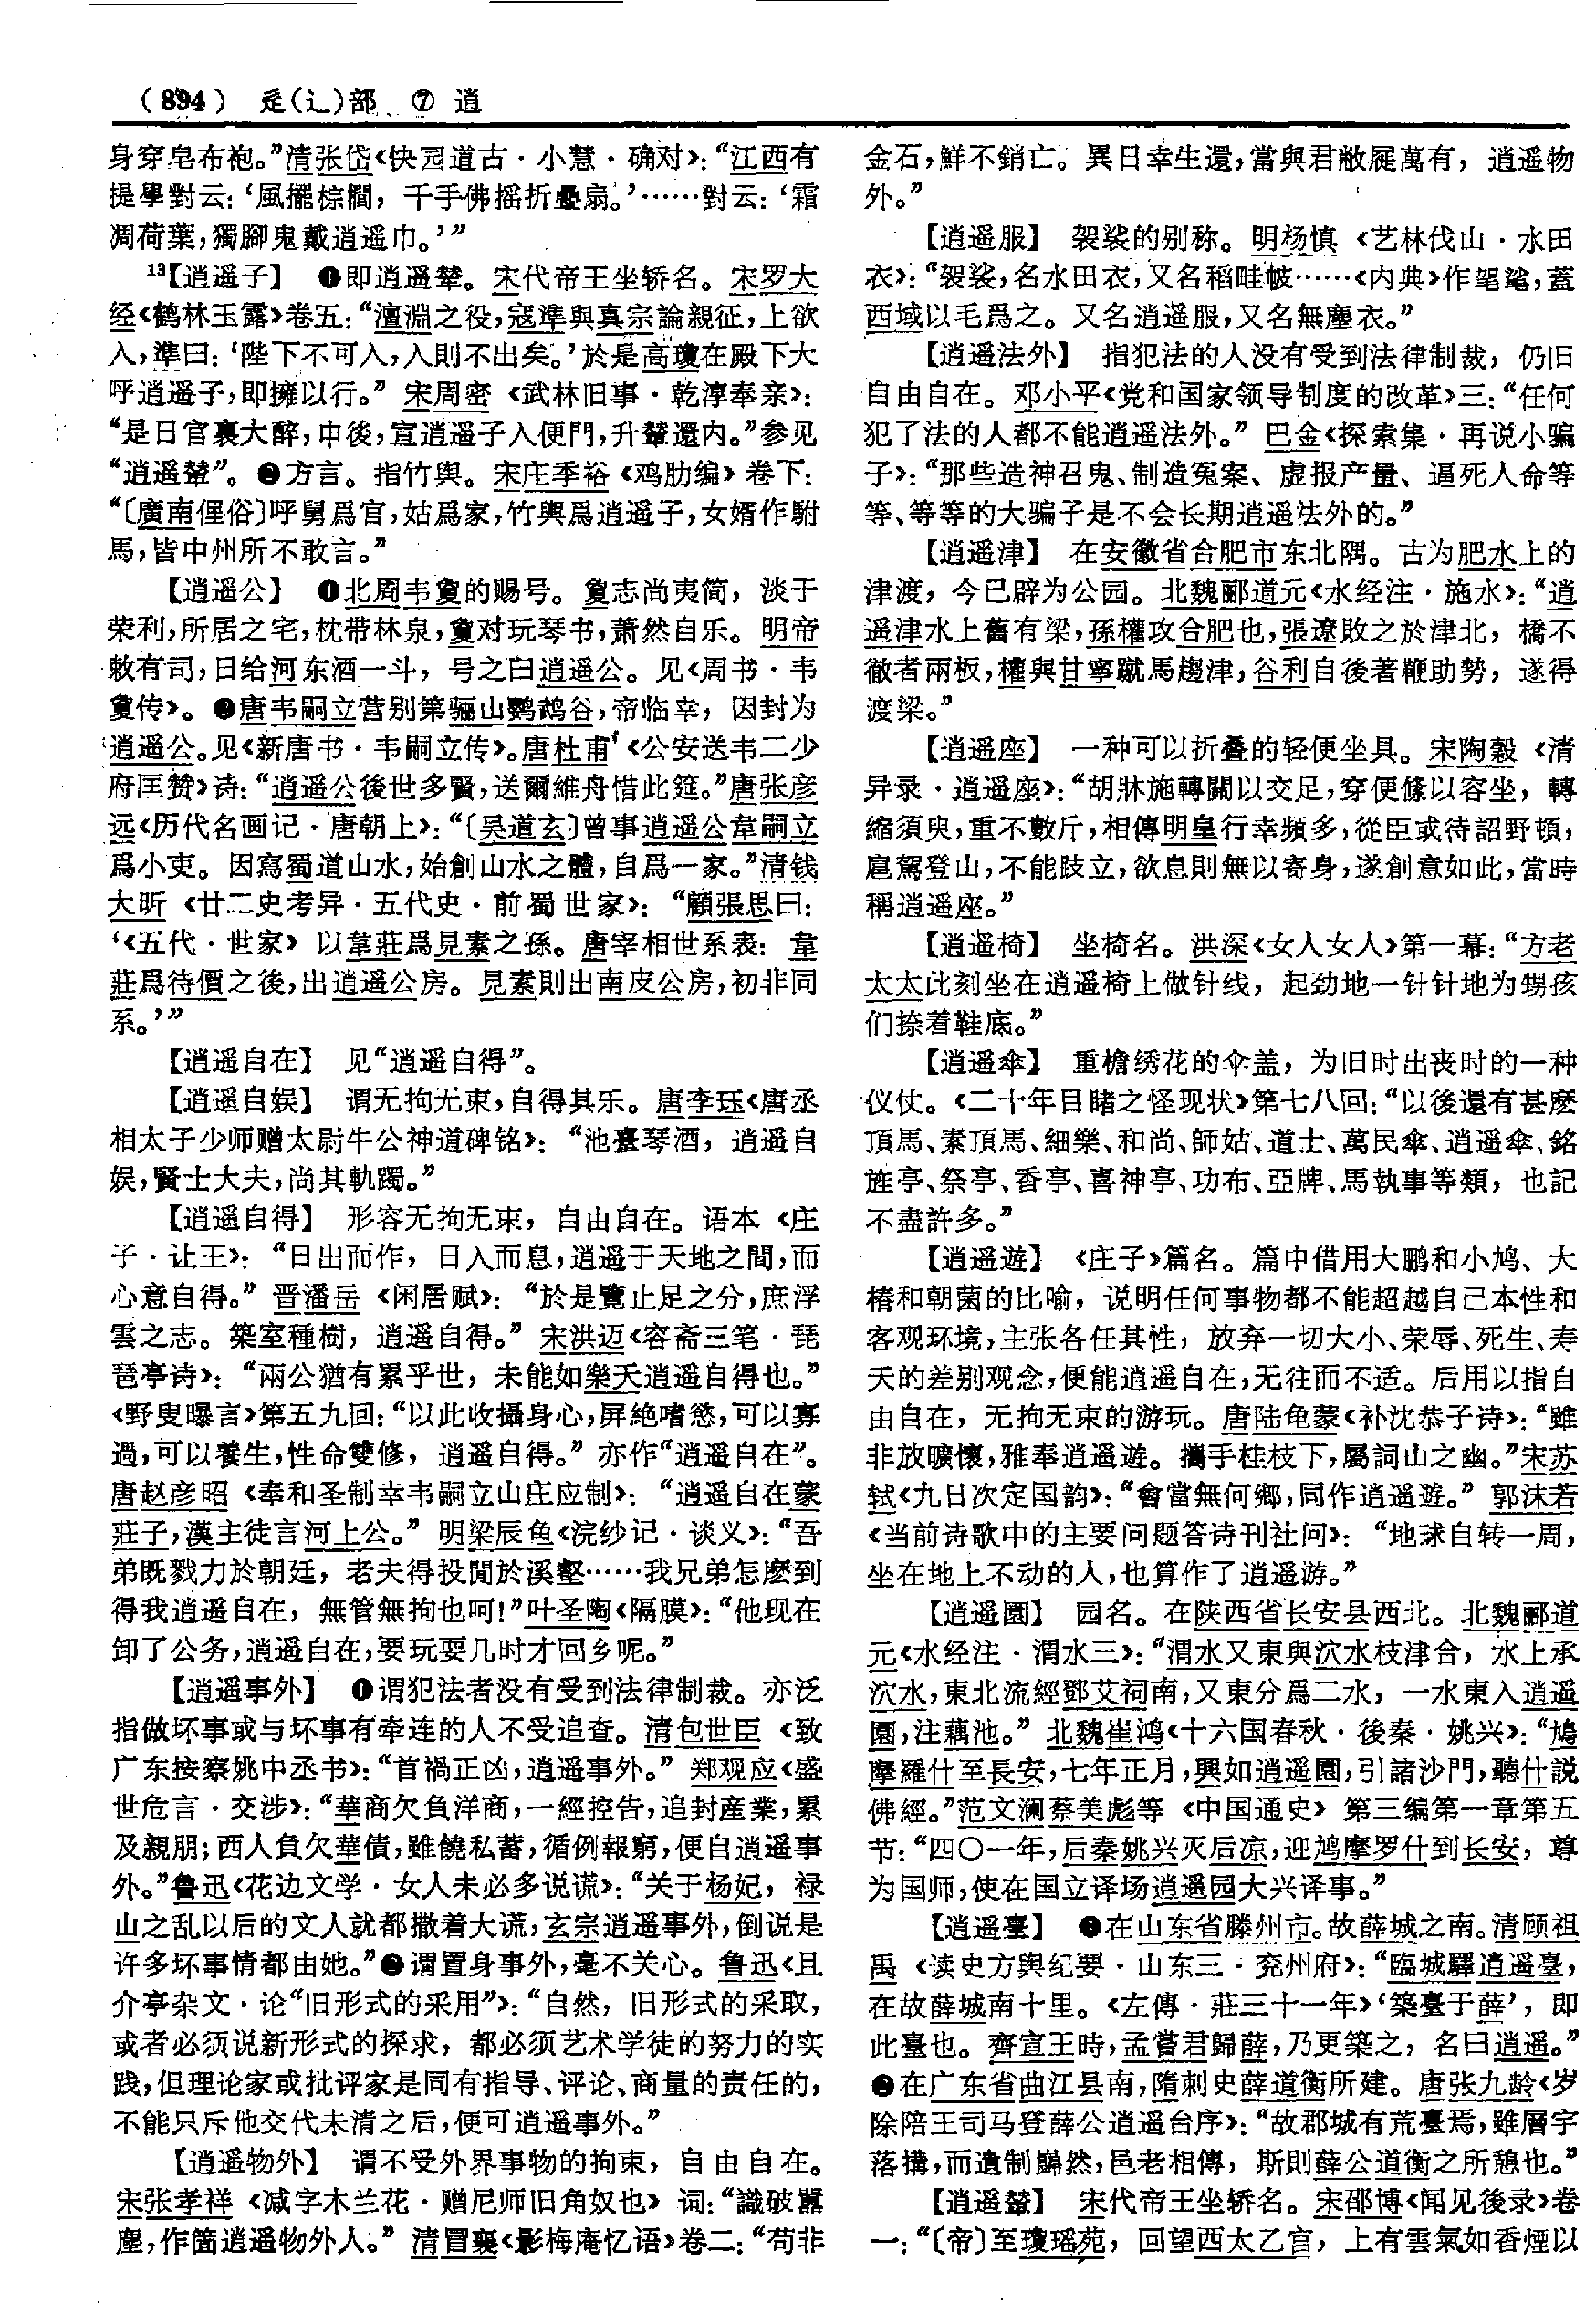 (894) 辵(辶)部 ⑦ 逍
身穿皂布袍。”清张岱《快园道古·小慧·确对》：“江西有
提學對云：‘風擺棕櫚，千手佛摇折疊扇。’……對云：‘霜
凋荷葉，獨腳鬼戴逍遥巾。’”
13【逍遥子】 ❶即逍遥辇。宋代帝王坐轿名。宋罗大
经《鹤林玉露》卷五：“澶淵之役，寇準與真宗論親征，上欲
入，準曰：‘陛下不可入，入則不出矣。’於是高瓊在殿下大
呼逍遥子，即擁以行。” 宋周密《武林旧事·乾淳奉亲》：
“是日官裏大醉，申後，宣逍遥子入便門，升輦還内。”参见
“逍遥輦”。❷方言。指竹舆。宋庄季裕《鸡肋编》卷下：
“〔廣南俚俗〕呼舅爲官，姑爲家，竹輿爲逍遥子，女婿作駙
馬，皆中州所不敢言。”
【逍遥公】 ❶北周韦敻的赐号。敻志尚夷简，淡于
荣利，所居之宅，枕带林泉，敻对玩琴书，萧然自乐。明帝
敕有司，日给河东酒一斗，号之曰逍遥公。见《周书·韦
敻传》。❷唐韦嗣立营别第骊山鹦鹉谷，帝临幸，因封为
逍遥公。见《新唐书·韦嗣立传》。唐杜甫《公安送韦二少
府匡赞》诗：“逍遥公後世多賢，送爾維舟惜此筵。”唐张彦
远《历代名画记·唐朝上》：“〔吴道玄〕曾事逍遥公韋嗣立
爲小吏。因寫蜀道山水，始創山水之體，自爲一家。”清钱
大昕《廿二史考异·五代史·前蜀世家》：“顧張思曰：
‘《五代·世家》以韋莊爲見素之孫。唐宰相世系表：韋
莊爲待價之後，出逍遥公房。見素則出南皮公房，初非同
系。’”
【逍遥自在】 见“逍遥自得”。
【逍遥自娱】 谓无拘无束，自得其乐。唐李珏《唐丞
相太子少师赠太尉牛公神道碑铭》：“池臺琴酒，逍遥自
娱，賢士大夫，尚其軌躅。”
【逍遥自得】 形容无拘无束，自由自在。语本《庄
子·让王》：“日出而作，日入而息，逍遥于天地之間，而
心意自得。”晋潘岳《闲居赋》：“於是覽止足之分，庶浮
雲之志。築室種樹，逍遥自得。”宋洪迈《容斋三笔·琵
琶亭诗》：“兩公猶有累乎世，未能如樂天逍遥自得也。”
《野叟曝言》第五九回：“以此收攝身心，屏絶嗜慾，可以寡
過，可以養生，性命雙修，逍遥自得。”亦作“逍遥自在”。
唐赵彦昭《奉和圣制幸韦嗣立山庄应制》：“逍遥自在蒙
莊子，漢主徒言河上公。”明梁辰鱼《浣纱记·谈义》：“吾
弟既戮力於朝廷，老夫得投閒於溪壑……我兄弟怎麽到
得我逍遥自在，無管無拘也呵！”叶圣陶《隔膜》：“他现在
卸了公务，逍遥自在，要玩耍几时才回乡呢。”
【逍遥事外】 ❶谓犯法者没有受到法律制裁。亦泛
指做坏事或与坏事有牵连的人不受追查。清包世臣《致
广东按察姚中丞书》：“首禍正凶，逍遥事外。”郑观应《盛
世危言·交涉》：“華商欠負洋商，一經控告，追封産業，累
及親朋；西人負欠華債，雖饒私蓄，循例報窮，便自逍遥事
外。”鲁迅《花边文学·女人未必多说谎》：“关于杨妃，禄
山之乱以后的文人就都撒着大谎，玄宗逍遥事外，倒说是
许多坏事情都由她。”❷谓置身事外，毫不关心。鲁迅《且
介亭杂文·论“旧形式的采用”》：“自然，旧形式的采取，
或者必须说新形式的探求，都必须艺术学徒的努力的实
践，但理论家或批评家是同有指导、评论、商量的责任的，
不能只斥他交代未清之后，便可逍遥事外。”
【逍遥物外】 谓不受外界事物的拘束，自由自在。
宋张孝祥《减字木兰花·赠尼师旧角奴也》词：“識破嚚
塵，作箇逍遥物外人。”清冒襄《影梅庵忆语》卷二：“苟非
金石，鮮不銷亡。異日幸生還，當與君敝屣萬有，逍遥物
外。”
【逍遥服】 袈裟的别称。明杨慎《艺林伐山·水田
衣》：“袈裟，名水田衣，又名稻畦帔……《内典》作毠㲚，蓋
西域以毛爲之。又名逍遥服，又名無塵衣。”
【逍遥法外】 指犯法的人没有受到法律制裁，仍旧
自由自在。邓小平《党和国家领导制度的改革》三：“任何
犯了法的人都不能逍遥法外。”巴金《探索集·再说小骗
子》：“那些造神召鬼、制造冤案、虚报产量、逼死人命等
等、等等的大骗子是不会长期逍遥法外的。”
【逍遥津】 在安徽省合肥市东北隅。古为肥水上的
津渡，今已辟为公园。北魏郦道元《水经注·施水》：“逍
遥津水上舊有梁，孫權攻合肥也，張遼敗之於津北，橋不
徹者兩板，權與甘寧蹴馬趨津，谷利自後著鞭助勢，遂得
渡梁。”
【逍遥座】 一种可以折叠的轻便坐具。宋陶穀《清
异录·逍遥座》：“胡牀施轉關以交足，穿便絛以容坐，轉
縮須臾，重不數斤，相傳明皇行幸頻多，從臣或待詔野頓，
扈駕登山，不能跂立，欲息則無以寄身，遂創意如此，當時
稱逍遥座。”
【逍遥椅】 坐椅名。洪深《女人女人》第一幕：“方老
太太此刻坐在逍遥椅上做针线，起劲地一针针地为甥孩
们捺着鞋底。”
【逍遥傘】 重檐绣花的伞盖，为旧时出丧时的一种
仪仗。《二十年目睹之怪现状》第七八回：“以後還有甚麽
頂馬、素頂馬、細樂、和尚、師姑、道士、萬民傘、逍遥傘、銘
旌亭、祭亭、香亭、喜神亭、功布、亞牌、馬執事等類，也記
不盡許多。”
【逍遥遊】 《庄子》篇名。篇中借用大鹏和小鸠、大
椿和朝菌的比喻，说明任何事物都不能超越自己本性和
客观环境，主张各任其性，放弃一切大小、荣辱、死生、寿
夭的差别观念，便能逍遥自在，无往而不适。后用以指自
由自在，无拘无束的游玩。唐陆龟蒙《补沈恭子诗》：“雖
非放曠懷，雅奉逍遥遊。攜手桂枝下，屬詞山之幽。”宋苏
轼《九日次定国韵》：“會當無何鄉，同作逍遥遊。”郭沫若
《当前诗歌中的主要问题答诗刊社问》：“地球自转一周，
坐在地上不动的人，也算作了逍遥游。”
【逍遥園】 园名。在陕西省长安县西北。北魏郦道
元《水经注·渭水三》：“渭水又東與沇水枝津合，水上承
沇水，東北流經鄧艾祠南，又東分爲二水，一水東入逍遥
園，注藕池。”北魏崔鸿《十六国春秋·後秦·姚兴》：“鳩
摩羅什至長安，七年正月，興如逍遥園，引諸沙門，聽什説
佛經。”范文澜蔡美彪等《中国通史》第三编第一章第五
节：“四〇一年，后秦姚兴灭后凉，迎鸠摩罗什到长安，尊
为国师，使在国立译场逍遥园大兴译事。”
【逍遥臺】 ❶在山东省滕州市。故薛城之南。清顾祖
禹《读史方舆纪要·山东三·兖州府》：“臨城驛逍遥臺，
在故薛城南十里。《左傳·莊三十一年》‘築臺于薛’，即
此臺也。齊宣王時，孟嘗君歸薛，乃更築之，名曰逍遥。”
❷在广东省曲江县南，隋刺史薛道衡所建。唐张九龄《岁
除陪王司马登薛公逍遥台序》：“故郡城有荒臺焉，雖層宇
落搆，而遺制巋然，邑老相傳，斯則薛公道衡之所憩也。”
【逍遥輦】 宋代帝王坐轿名。宋邵博《闻见後录》卷
一：“〔帝〕至瓊瑶苑，回望西太乙宫，上有雲氣如香煙以